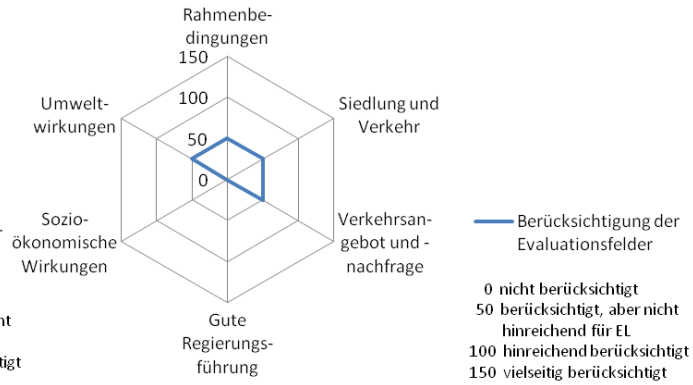 Rahmenbe-
dingungen
150
100
50
0
Umwelt-
wirkungen
Siedlung und
Verkehr
Sozio-
ökonomische
Wirkungen
Verkehrsan-
gebot und -
nachfrage
Gute
Regierungs-
führung
Berücksichtigung der
Evaluationsfelder
0 nicht berücksichtigt
50 berücksichtigt, aber nicht
hinreichend für EL
100 hinreichend berücksichtigt
150 vielseitig berücksichtigt